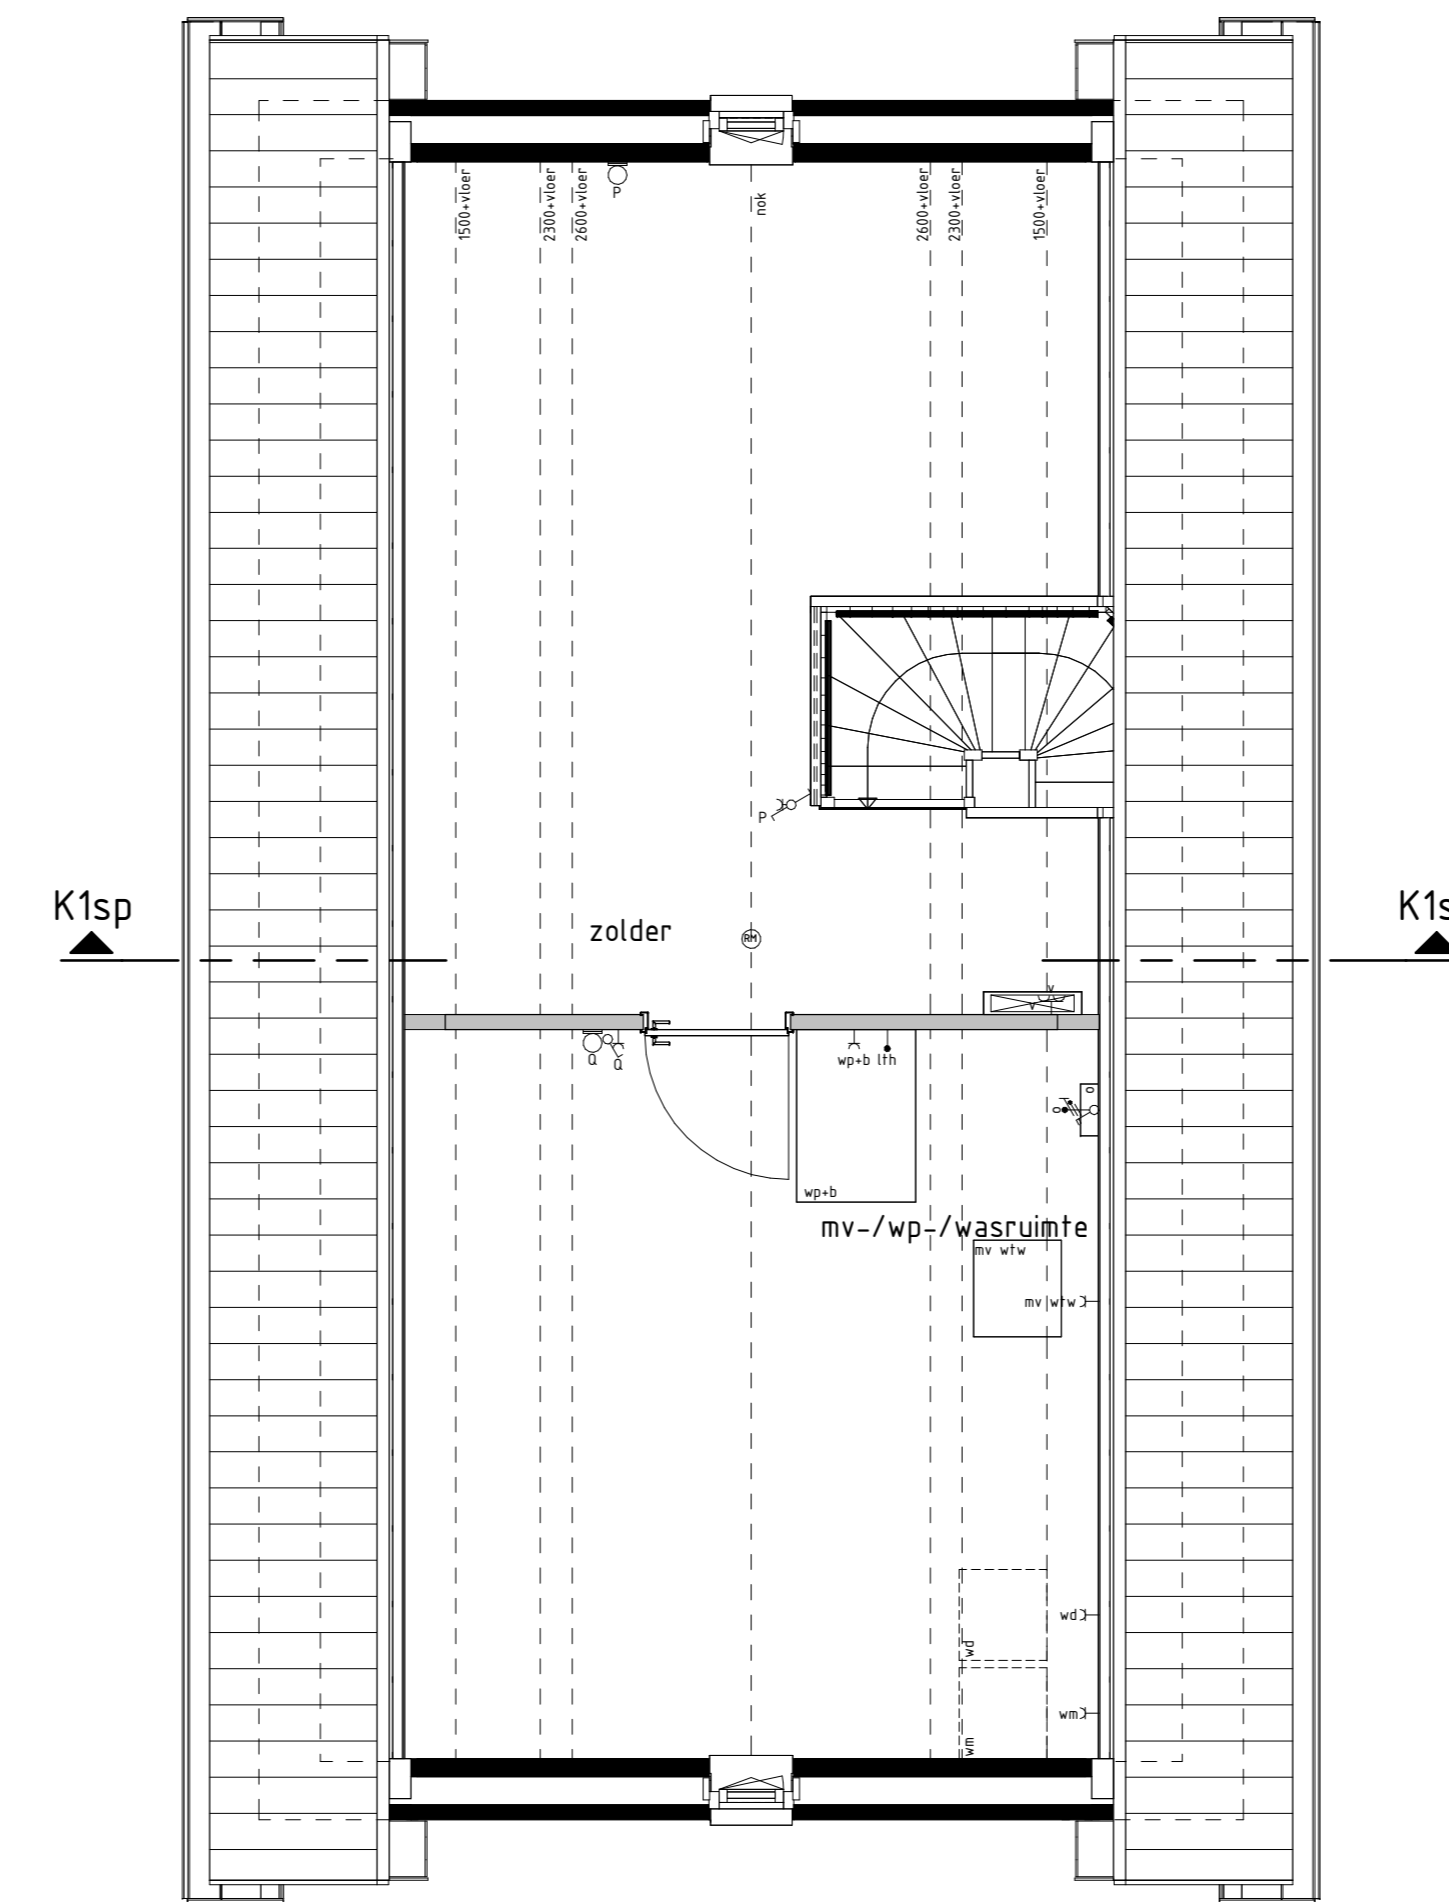 1500+vloer
2300+vloer
2600+vloer
P
nok
2600+vloer
2300+vloer
1500+vloer
P
K1sp
K1s
zolder
RM
Q
Q
wp+b
lth
wp+b
mv-/wp-/wasruimte
mv wtw
mv wtw
wd
wd
wm
wm